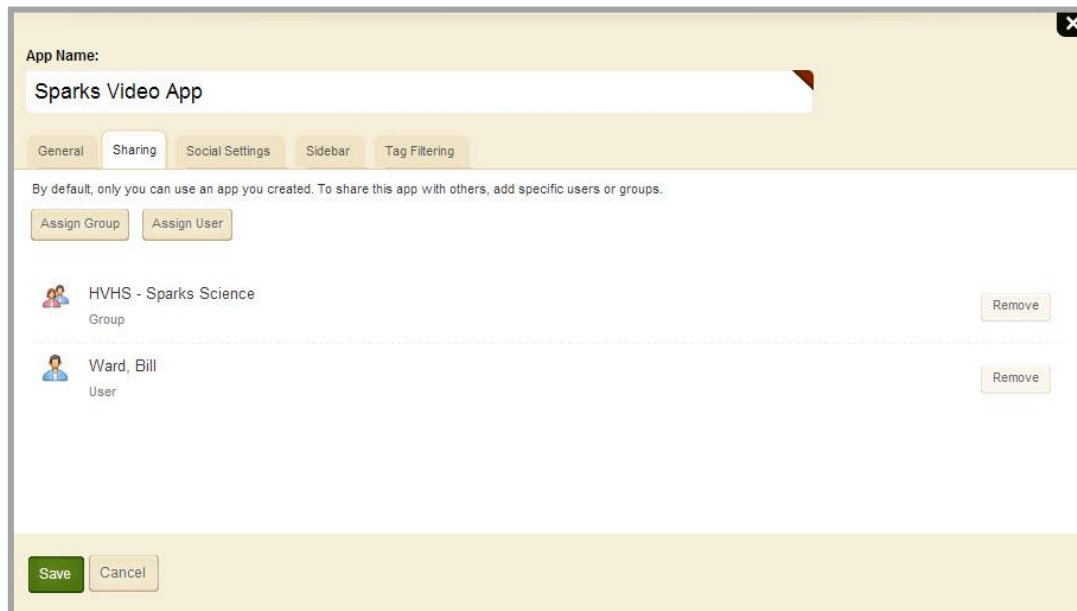 App Name:
Sparks Video App
General Sharing Social Settings Sidebar Tag Filtering
By default, only you can use an app you created. To share this app with others, add specific users or groups.
Assign Group Assign User
HVHS - Sparks Science
Group
Remove
Ward, Bill
User
Remove
Save Cancel